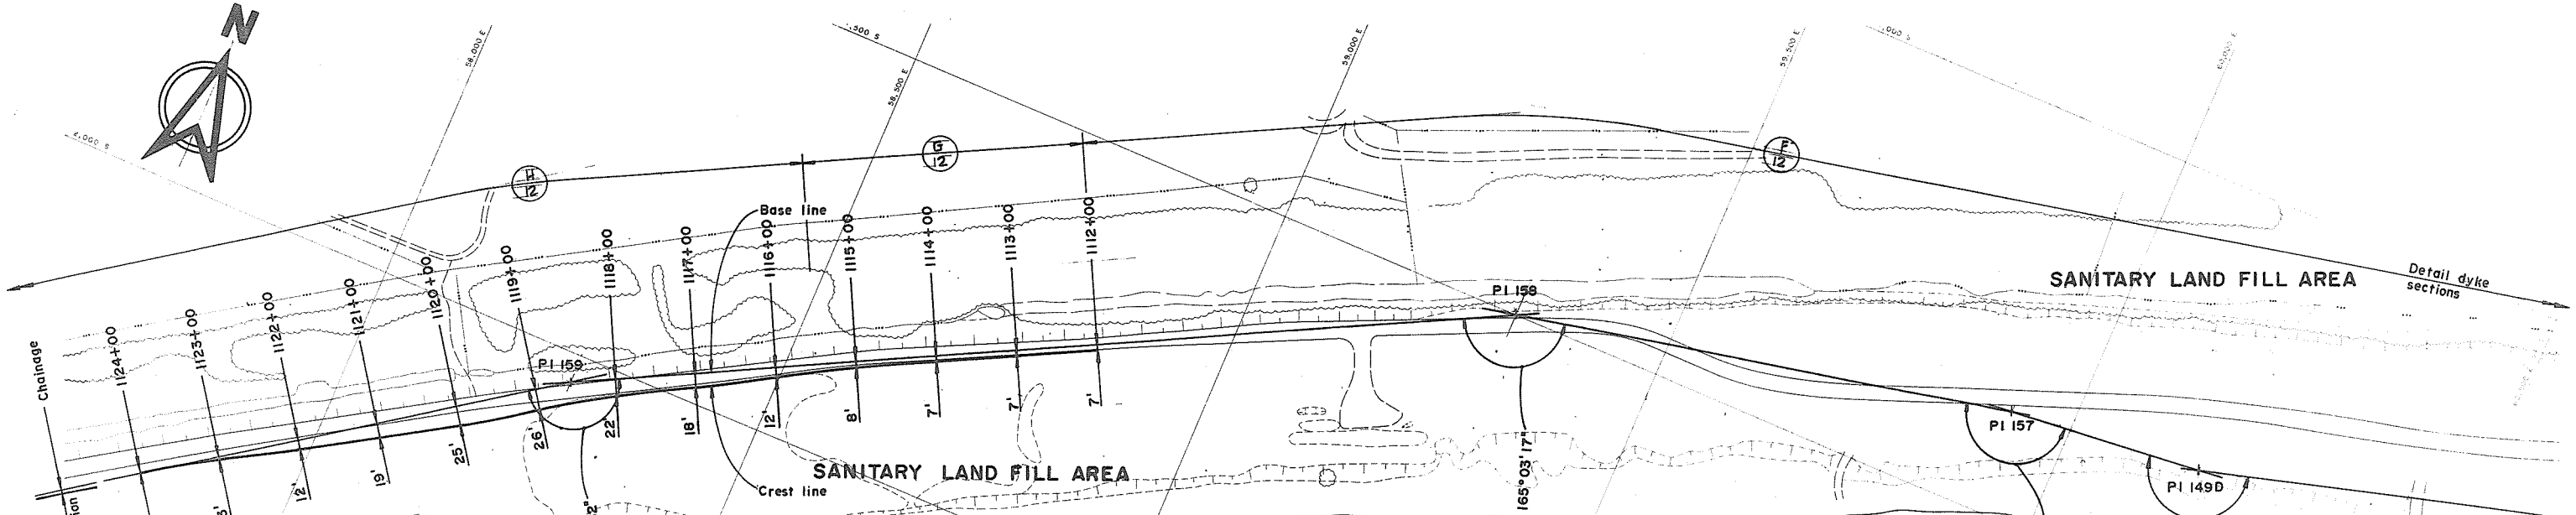 N
58,000 E
58,500 E
,500 S
59,000 E
59,500 E
,000 S
60,000 E
2,000 S
H
12
G
12
F
12
Base line
Chainage
1124+00
1123+00
1122+00
1121+00
1120+00
1119+00
1118+00
1117+00
1116+00
1115+00
1114+00
1113+00
1112+00
SANITARY LAND FILL AREA
Detail dyke
sections
PI 158
PI 159
PI 157
PI 149D
12'
19'
25'
26'
22'
18'
12'
8'
7'
7'
7'
165°03'17"
SANITARY LAND FILL AREA
Crest line